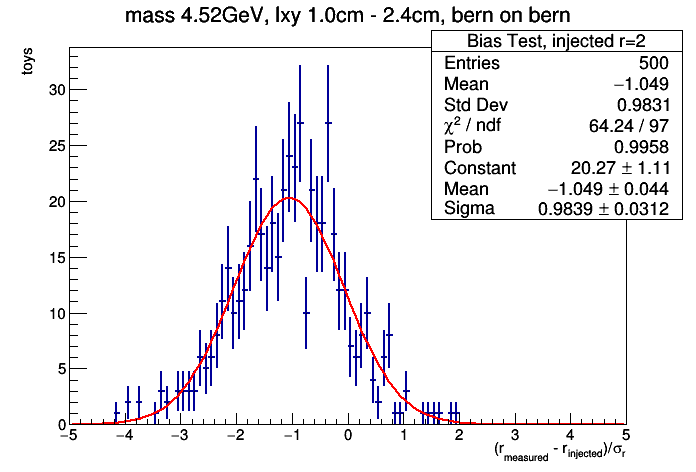 mass 4.52GeV, lxy 1.0cm - 2.4cm, bern on bern
toys
Bias Test, injected r=2
Entries 500
Mean −1.049
Std Dev 0.9831
χ² / ndf 64.24 / 97
Prob 0.9958
Constant 20.27 ± 1.11
Mean −1.049 ± 0.044
Sigma 0.9839 ± 0.0312
30
25
20
15
10
5
0
−5 −4 −3 −2 −1 0 1 2 3 4 5
(r_measured - r_injected)/σ_r